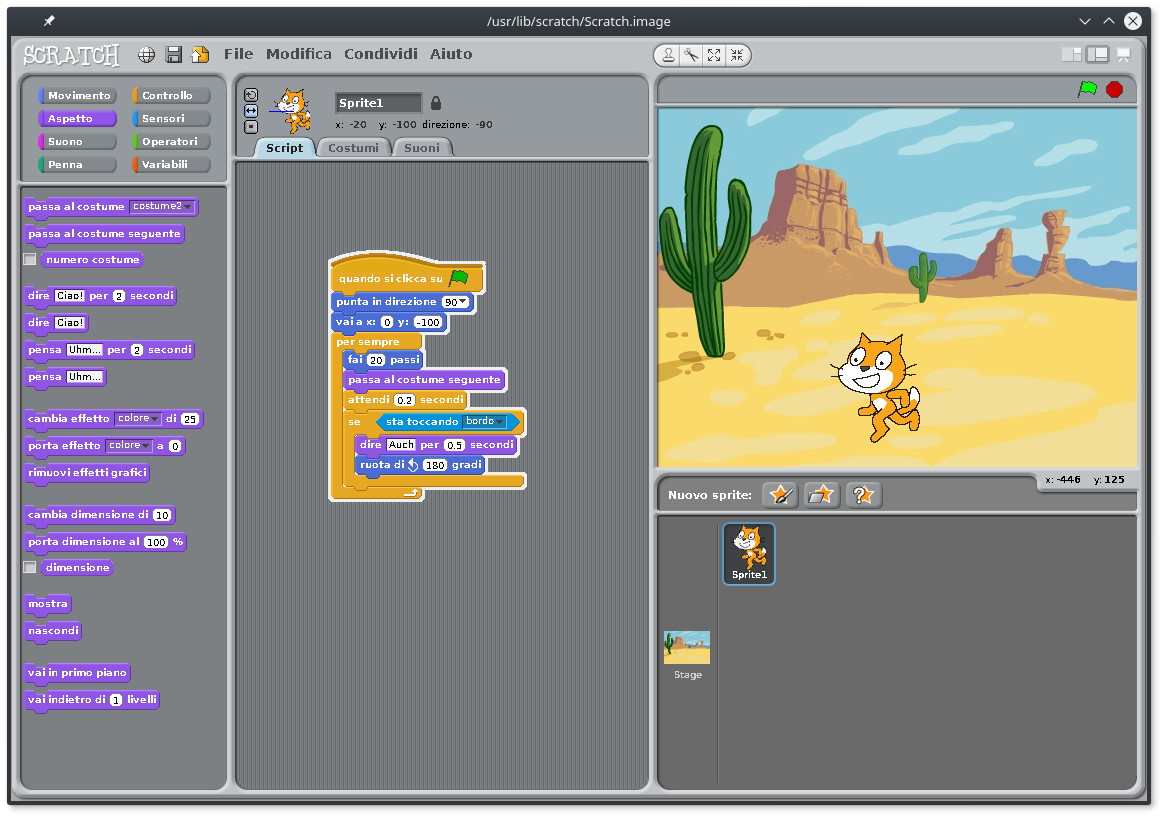 /usr/lib/scratch/Scratch.image
SCRATCH File Modifica Condividi Aiuto
Movimento Controllo
Aspetto Sensori
Suono Operatori
Penna Variabili
passa al costume costume2
passa al costume seguente
numero costume
dire Ciao! per 2 secondi
dire Ciao!
pensa Uhm... per 2 secondi
pensa Uhm...
cambia effetto colore di 25
porta effetto colore a 0
rimuovi effetti grafici
cambia dimensione di 10
porta dimensione al 100 %
dimensione
mostra
nascondi
vai in primo piano
vai indietro di 1 livelli
Sprite1
x: -20 y: -100 direzione: -90
Script Costumi Suoni
quando si clicca su
punta in direzione 90
vai a x: 0 y: -100
per sempre
fai 20 passi
passa al costume seguente
attendi 0.2 secondi
se sta toccando bordo
dire Auch per 0.5 secondi
ruota di 180 gradi
x: -446 y: 125
Nuovo sprite:
Sprite1
Stage